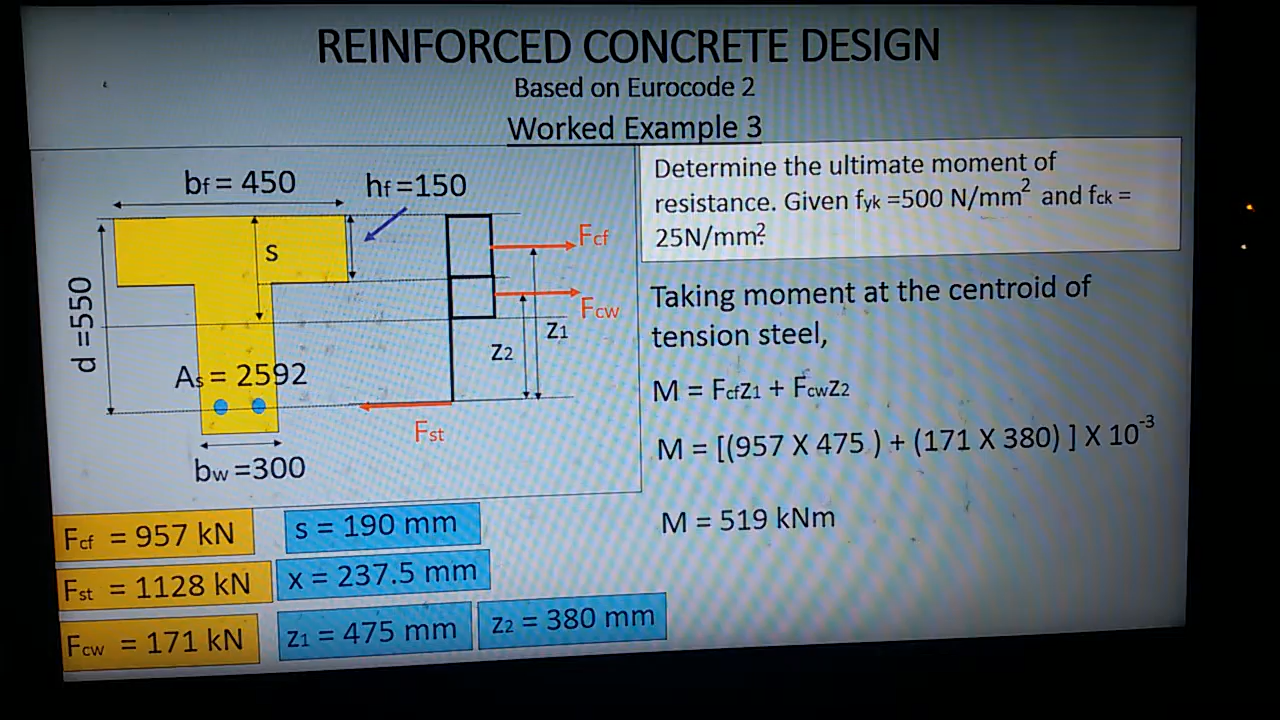 REINFORCED CONCRETE DESIGN
Based on Eurocode 2
Worked Example 3
bf = 450
hf =150
s
d =550
As = 2592
bw =300
Fcf
Fcw
Z1
Z2
Fst
Determine the ultimate moment of
resistance. Given fyk =500 N/mm2 and fck =
25N/mm2.
Taking moment at the centroid of
tension steel,
M = FcfZ1 + FcwZ2
M = [(957 X 475 ) + (171 X 380) ] X 10-3
M = 519 kNm
Fcf = 957 kN
s = 190 mm
Fst = 1128 kN
x = 237.5 mm
Fcw = 171 kN
Z1 = 475 mm
Z2 = 380 mm